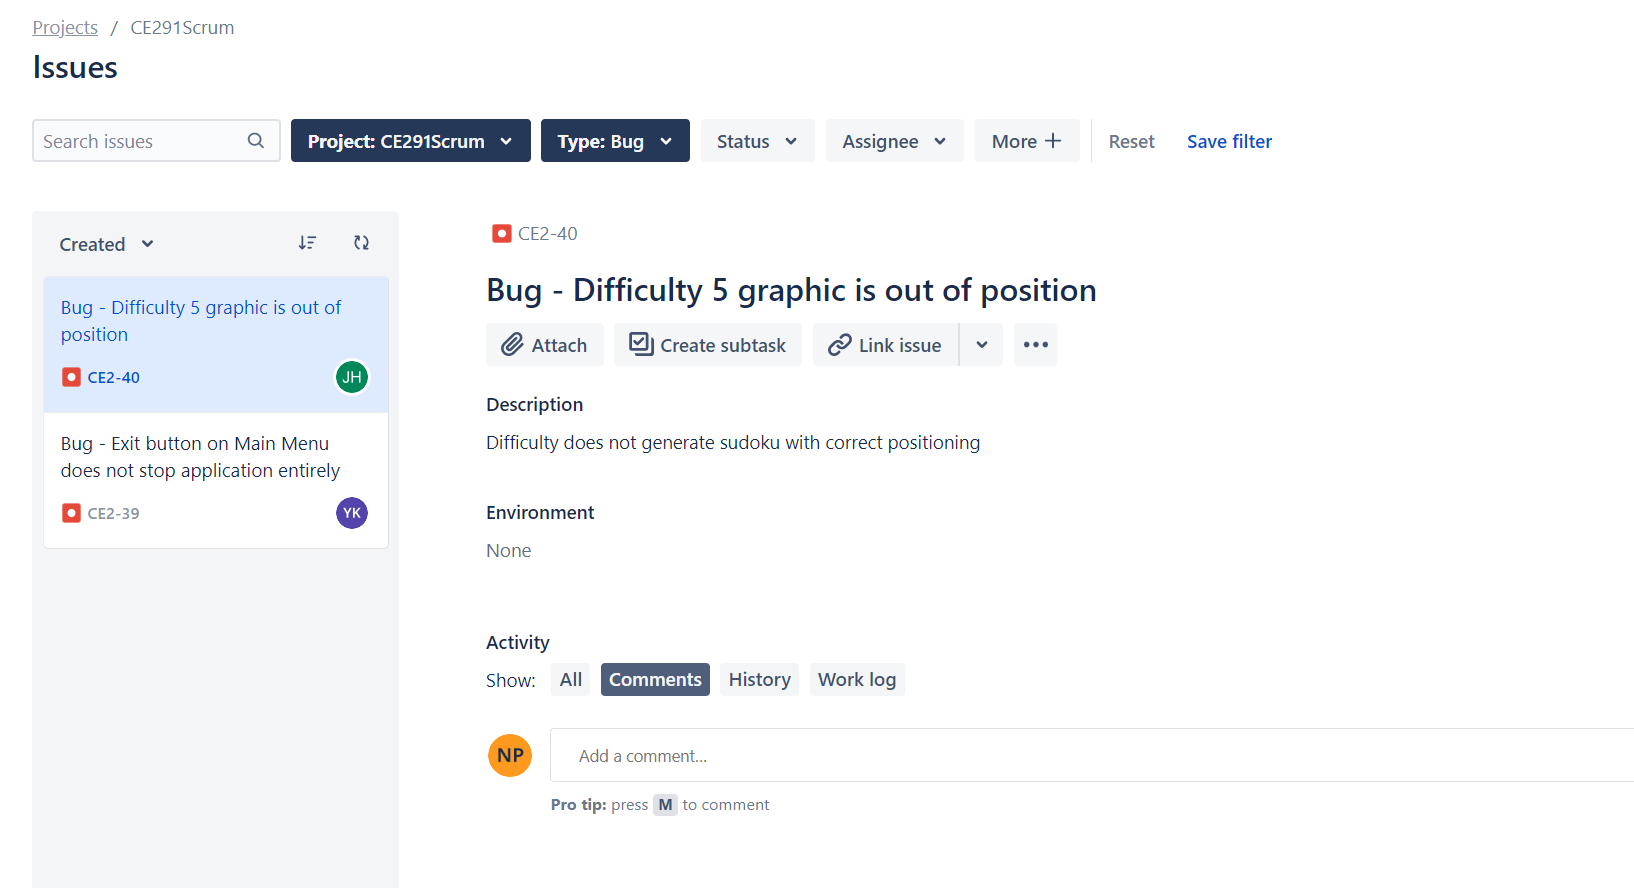 Projects / CE291Scrum
Issues
Search issues Project: CE291Scrum Type: Bug Status Assignee More Reset Save filter
Created
Bug - Difficulty 5 graphic is out of
position
CE2-40 JH
Bug - Exit button on Main Menu
does not stop application entirely
CE2-39 YK
CE2-40
Bug - Difficulty 5 graphic is out of position
Attach Create subtask Link issue
Description
Difficulty does not generate sudoku with correct positioning
Environment
None
Activity
Show: All Comments History Work log
NP Add a comment...
Pro tip: press M to comment